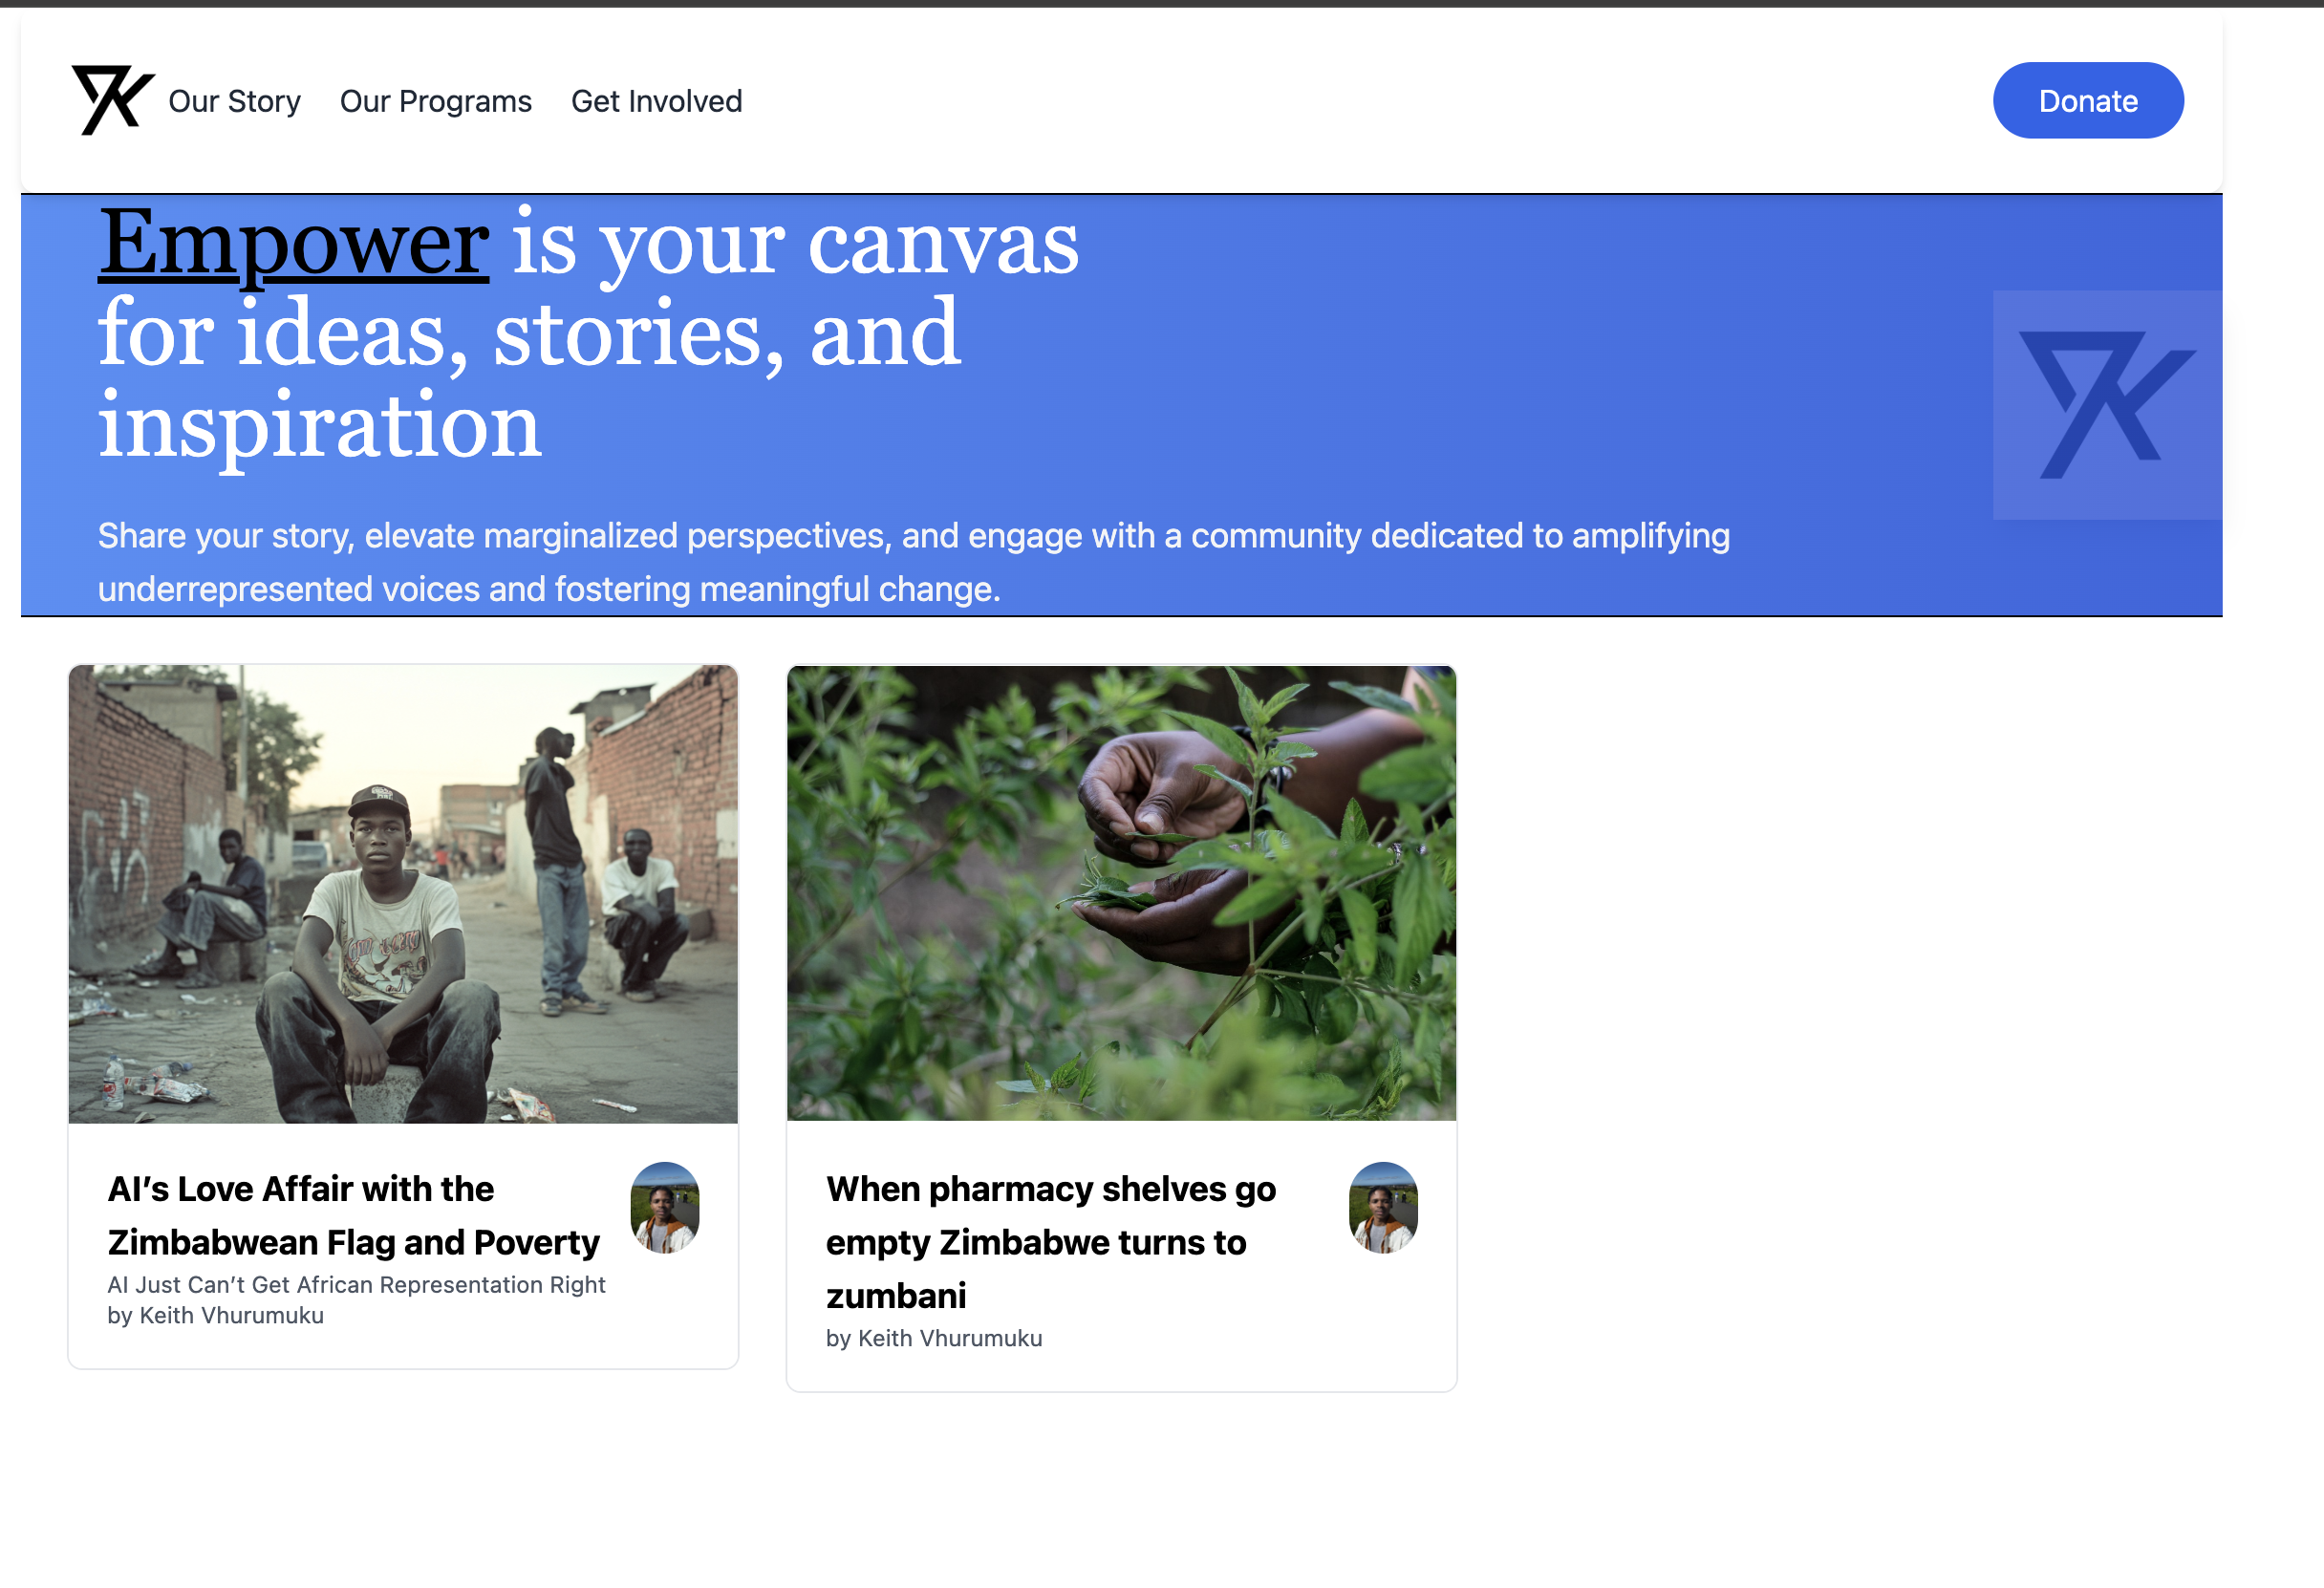 Our Story Our Programs Get Involved Donate
Empower is your canvas
for ideas, stories, and
inspiration
Share your story, elevate marginalized perspectives, and engage with a community dedicated to amplifying
underrepresented voices and fostering meaningful change.
AI’s Love Affair with the
Zimbabwean Flag and Poverty
AI Just Can’t Get African Representation Right
by Keith Vhurumuku
When pharmacy shelves go
empty Zimbabwe turns to
zumbani
by Keith Vhurumuku